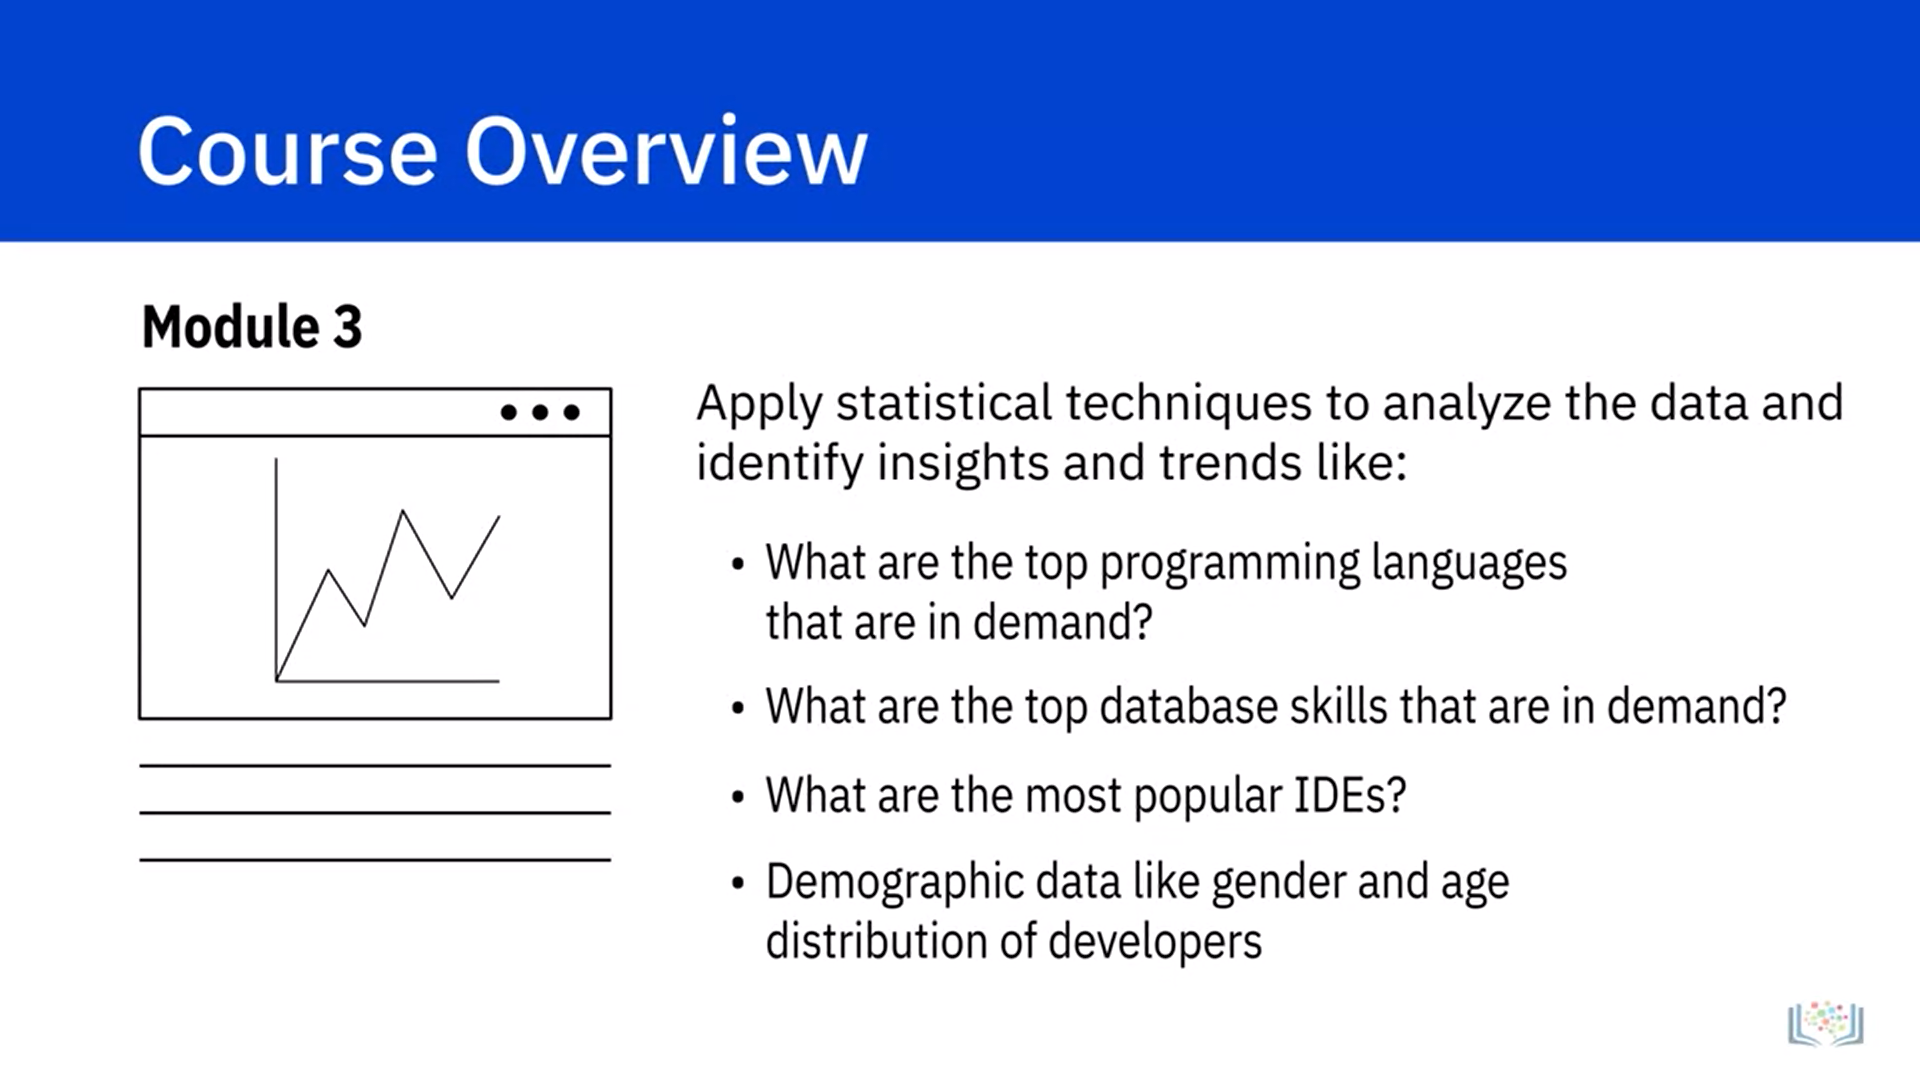 Course Overview
Module 3
Apply statistical techniques to analyze the data and
identify insights and trends like:
• What are the top programming languages
that are in demand?
• What are the top database skills that are in demand?
• What are the most popular IDEs?
• Demographic data like gender and age
distribution of developers